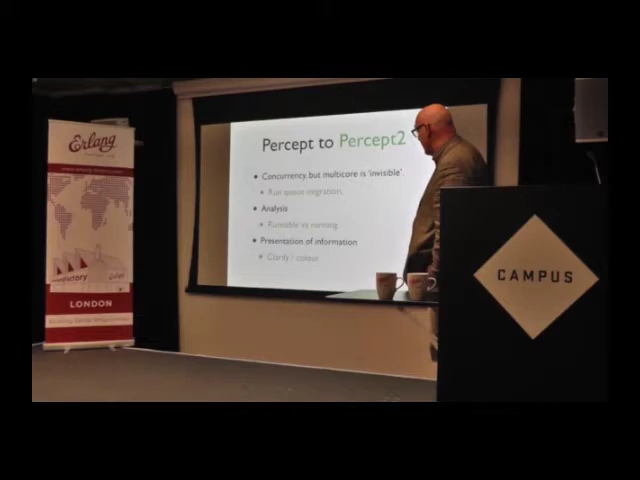 Erlang
Percept to Percept2
Concurrency, but multicore is 'invisible'.
Run queue migration.
Analysis
Runnable vs running.
Presentation of information
Clarify / colour
LONDON
CAMPUS